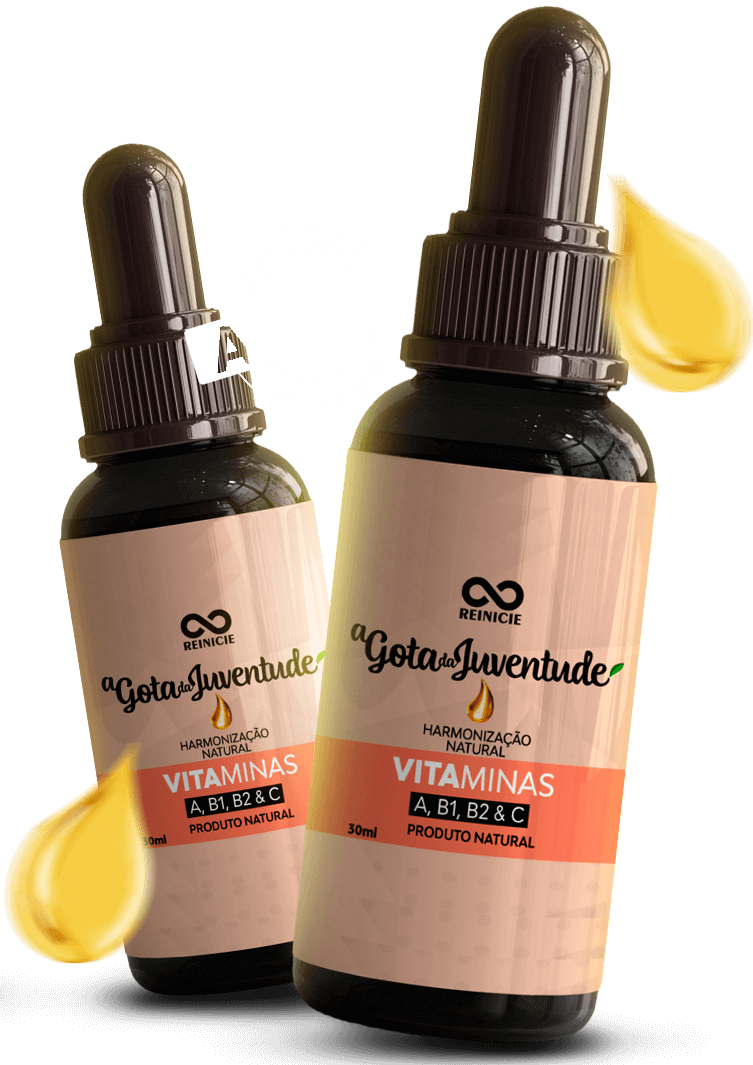 A
REINICIE
a Gota da Juventude
HARMONIZAÇÃO
NATURAL
VITAMINAS
A, B1, B2 & C
PRODUTO NATURAL
30ml
REINICIE
a Gota da Juventude
HARMONIZAÇÃO
NATURAL
VITAMINAS
A, B1, B2 & C
30ml
PRODUTO NATURAL